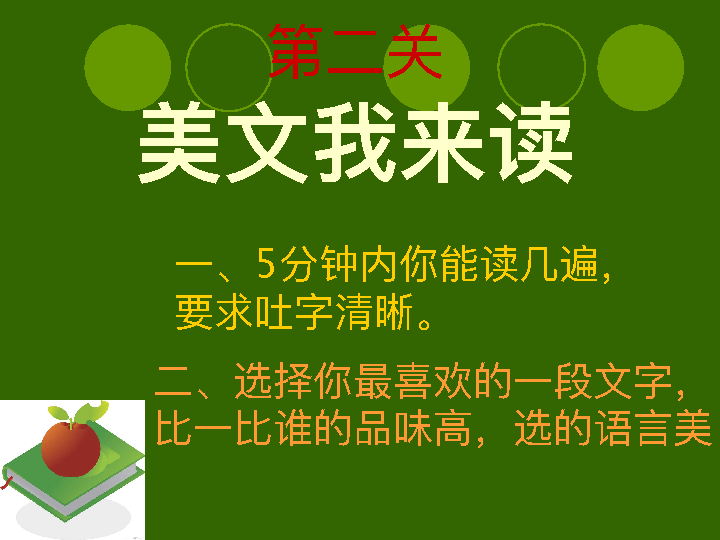 第二关
美文我来读
一、5分钟内你能读几遍，
要求吐字清晰。
二、选择你最喜欢的一段文字，
比一比谁的品味高，选的语言美